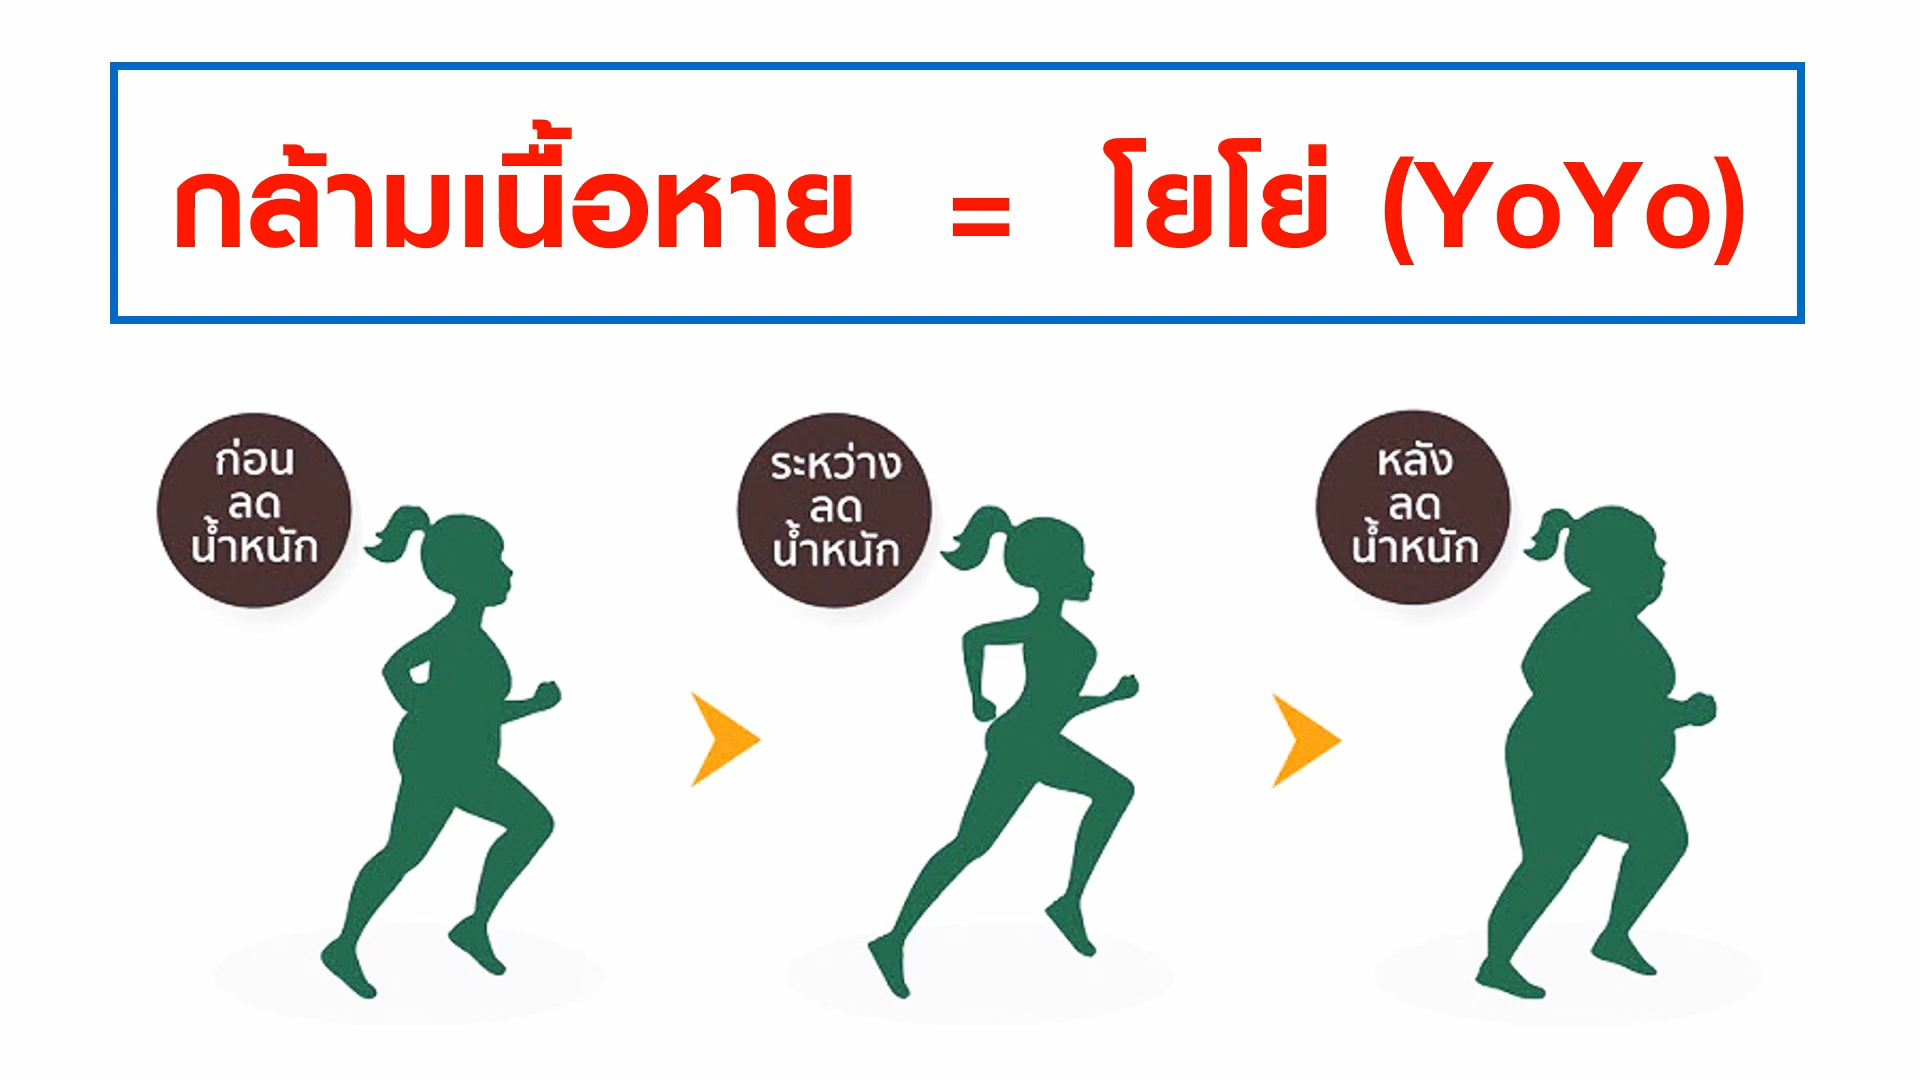 กล้ามเนื้อหาย = โยโย่ (YoYo)
ก่อน
ลด
น้ำหนัก
ระหว่าง
ลด
น้ำหนัก
หลัง
ลด
น้ำหนัก